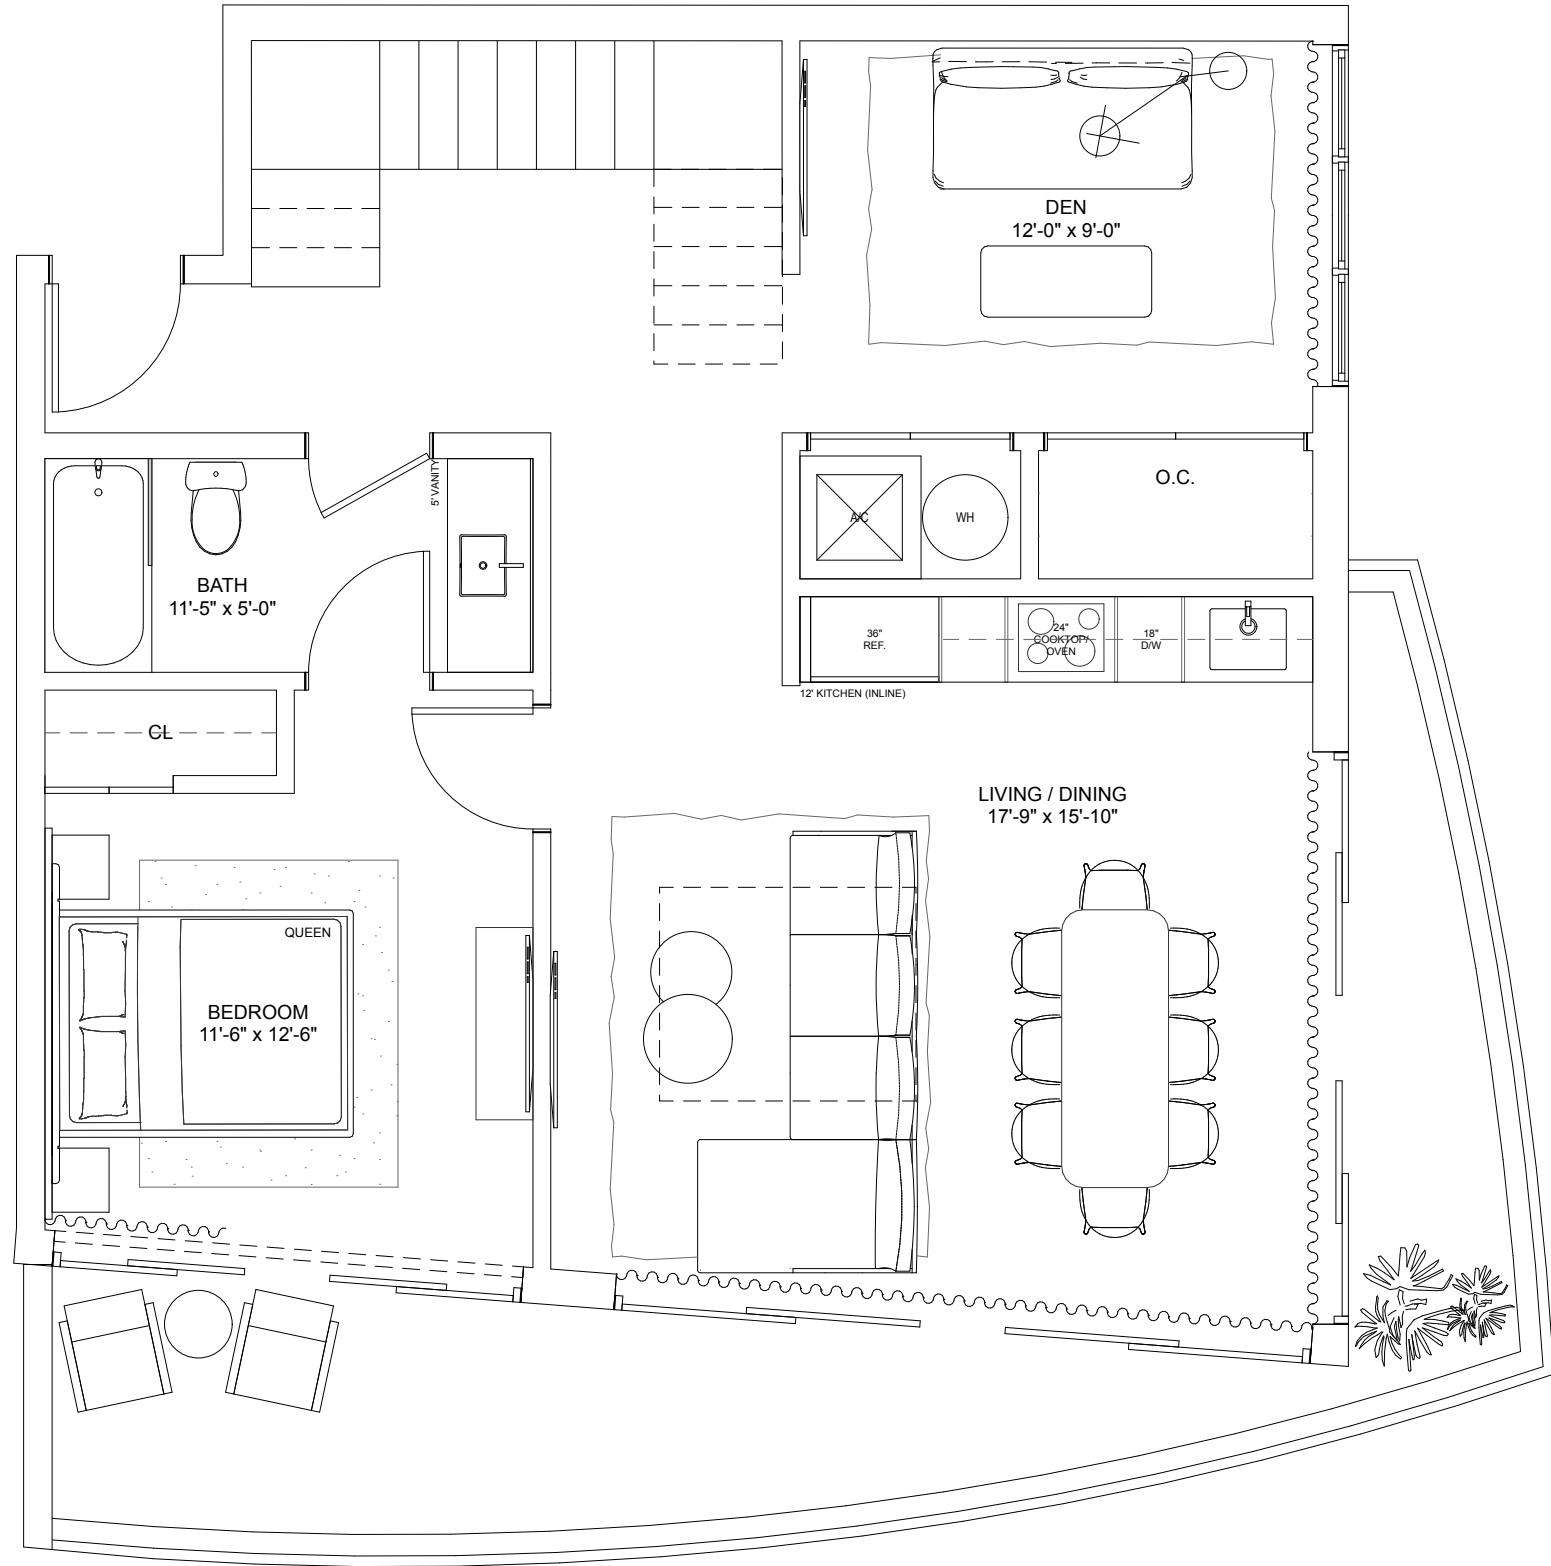 DEN
12'-0" x 9'-0"
5' VANITY
O.C.
A/C
WH
BATH
11'-5" x 5'-0"
36"
REF.
24"
COOKTOP/
OVEN
18"
D/W
12' KITCHEN (INLINE)
CL
LIVING / DINING
17'-9" x 15'-10"
QUEEN
BEDROOM
11'-6" x 12'-6"